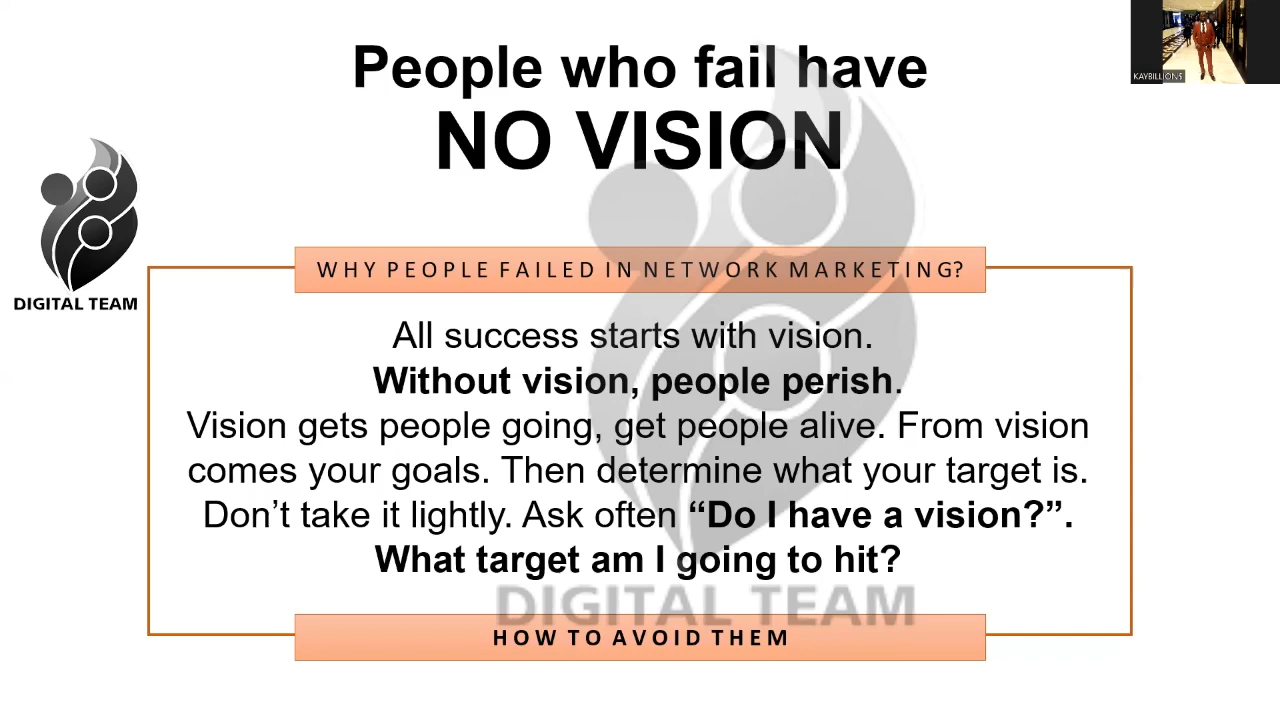 People who fail have
NO VISION
KAYBILLIONS
DIGITAL TEAM
WHY PEOPLE FAILED IN NETWORK MARKETING?
All success starts with vision.
Without vision, people perish.
Vision gets people going, get people alive. From vision
comes your goals. Then determine what your target is.
Don’t take it lightly. Ask often “Do I have a vision?”.
What target am I going to hit?
DIGITAL TEAM
HOW TO AVOID THEM